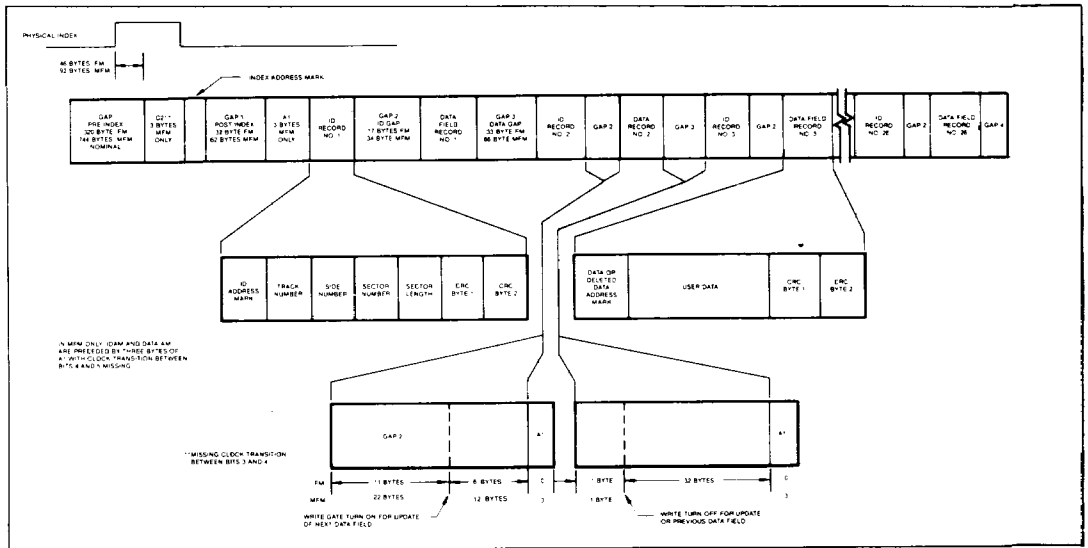 PHYSICAL INDEX
46 BYTES FM
92 BYTES MFM
INDEX ADDRESS MARK
GAP
PRE INDEX
320 BYTE FM
744 BYTES MFM
NOMINAL
C2**
3 BYTES
MFM
ONLY
GAP 1
POST INDEX
32 BYTE FM
62 BYTES MFM
A1
3 BYTES
MFM
ONLY
ID
RECORD
NO. 1
GAP 2
ID GAP
17 BYTES FM
34 BYTE MFM
DATA
FIELD
RECORD
NO. 1
GAP 3
DATA GAP
33 BYTE FM
66 BYTE MFM
ID
RECORD
NO. 2
GAP 2
DATA
RECORD
NO. 2
GAP 3
ID
RECORD
NO. 3
GAP 2
DATA FIELD
RECORD
NO. 3
ID
RECORD
NO. 26
GAP 2
DATA FIELD
RECORD
NO. 26
GAP 4
ID
ADDRESS
MARK
TRACK
NUMBER
SIDE
NUMBER
SECTOR
NUMBER
SECTOR
LENGTH
CRC
BYTE 1
CRC
BYTE 2
DATA OR
DELETED
DATA
ADDRESS
MARK
USER DATA
CRC
BYTE 1
CRC
BYTE 2
IN MFM ONLY, IDAM AND DATA AM
ARE PRECEDED BY THREE BYTES OF
A1 WITH CLOCK TRANSITION BETWEEN
BITS 4 AND 5 MISSING
GAP 2
A1
A1
**MISSING CLOCK TRANSITION
BETWEEN BITS 3 AND 4
FM 11 BYTES 6 BYTES 0 1 BYTE 32 BYTES 0
MFM 22 BYTES 12 BYTES 3 1 BYTE 3
WRITE GATE TURN ON FOR UPDATE
OF NEXT DATA FIELD
WRITE TURN OFF FOR UPDATE
OR PREVIOUS DATA FIELD